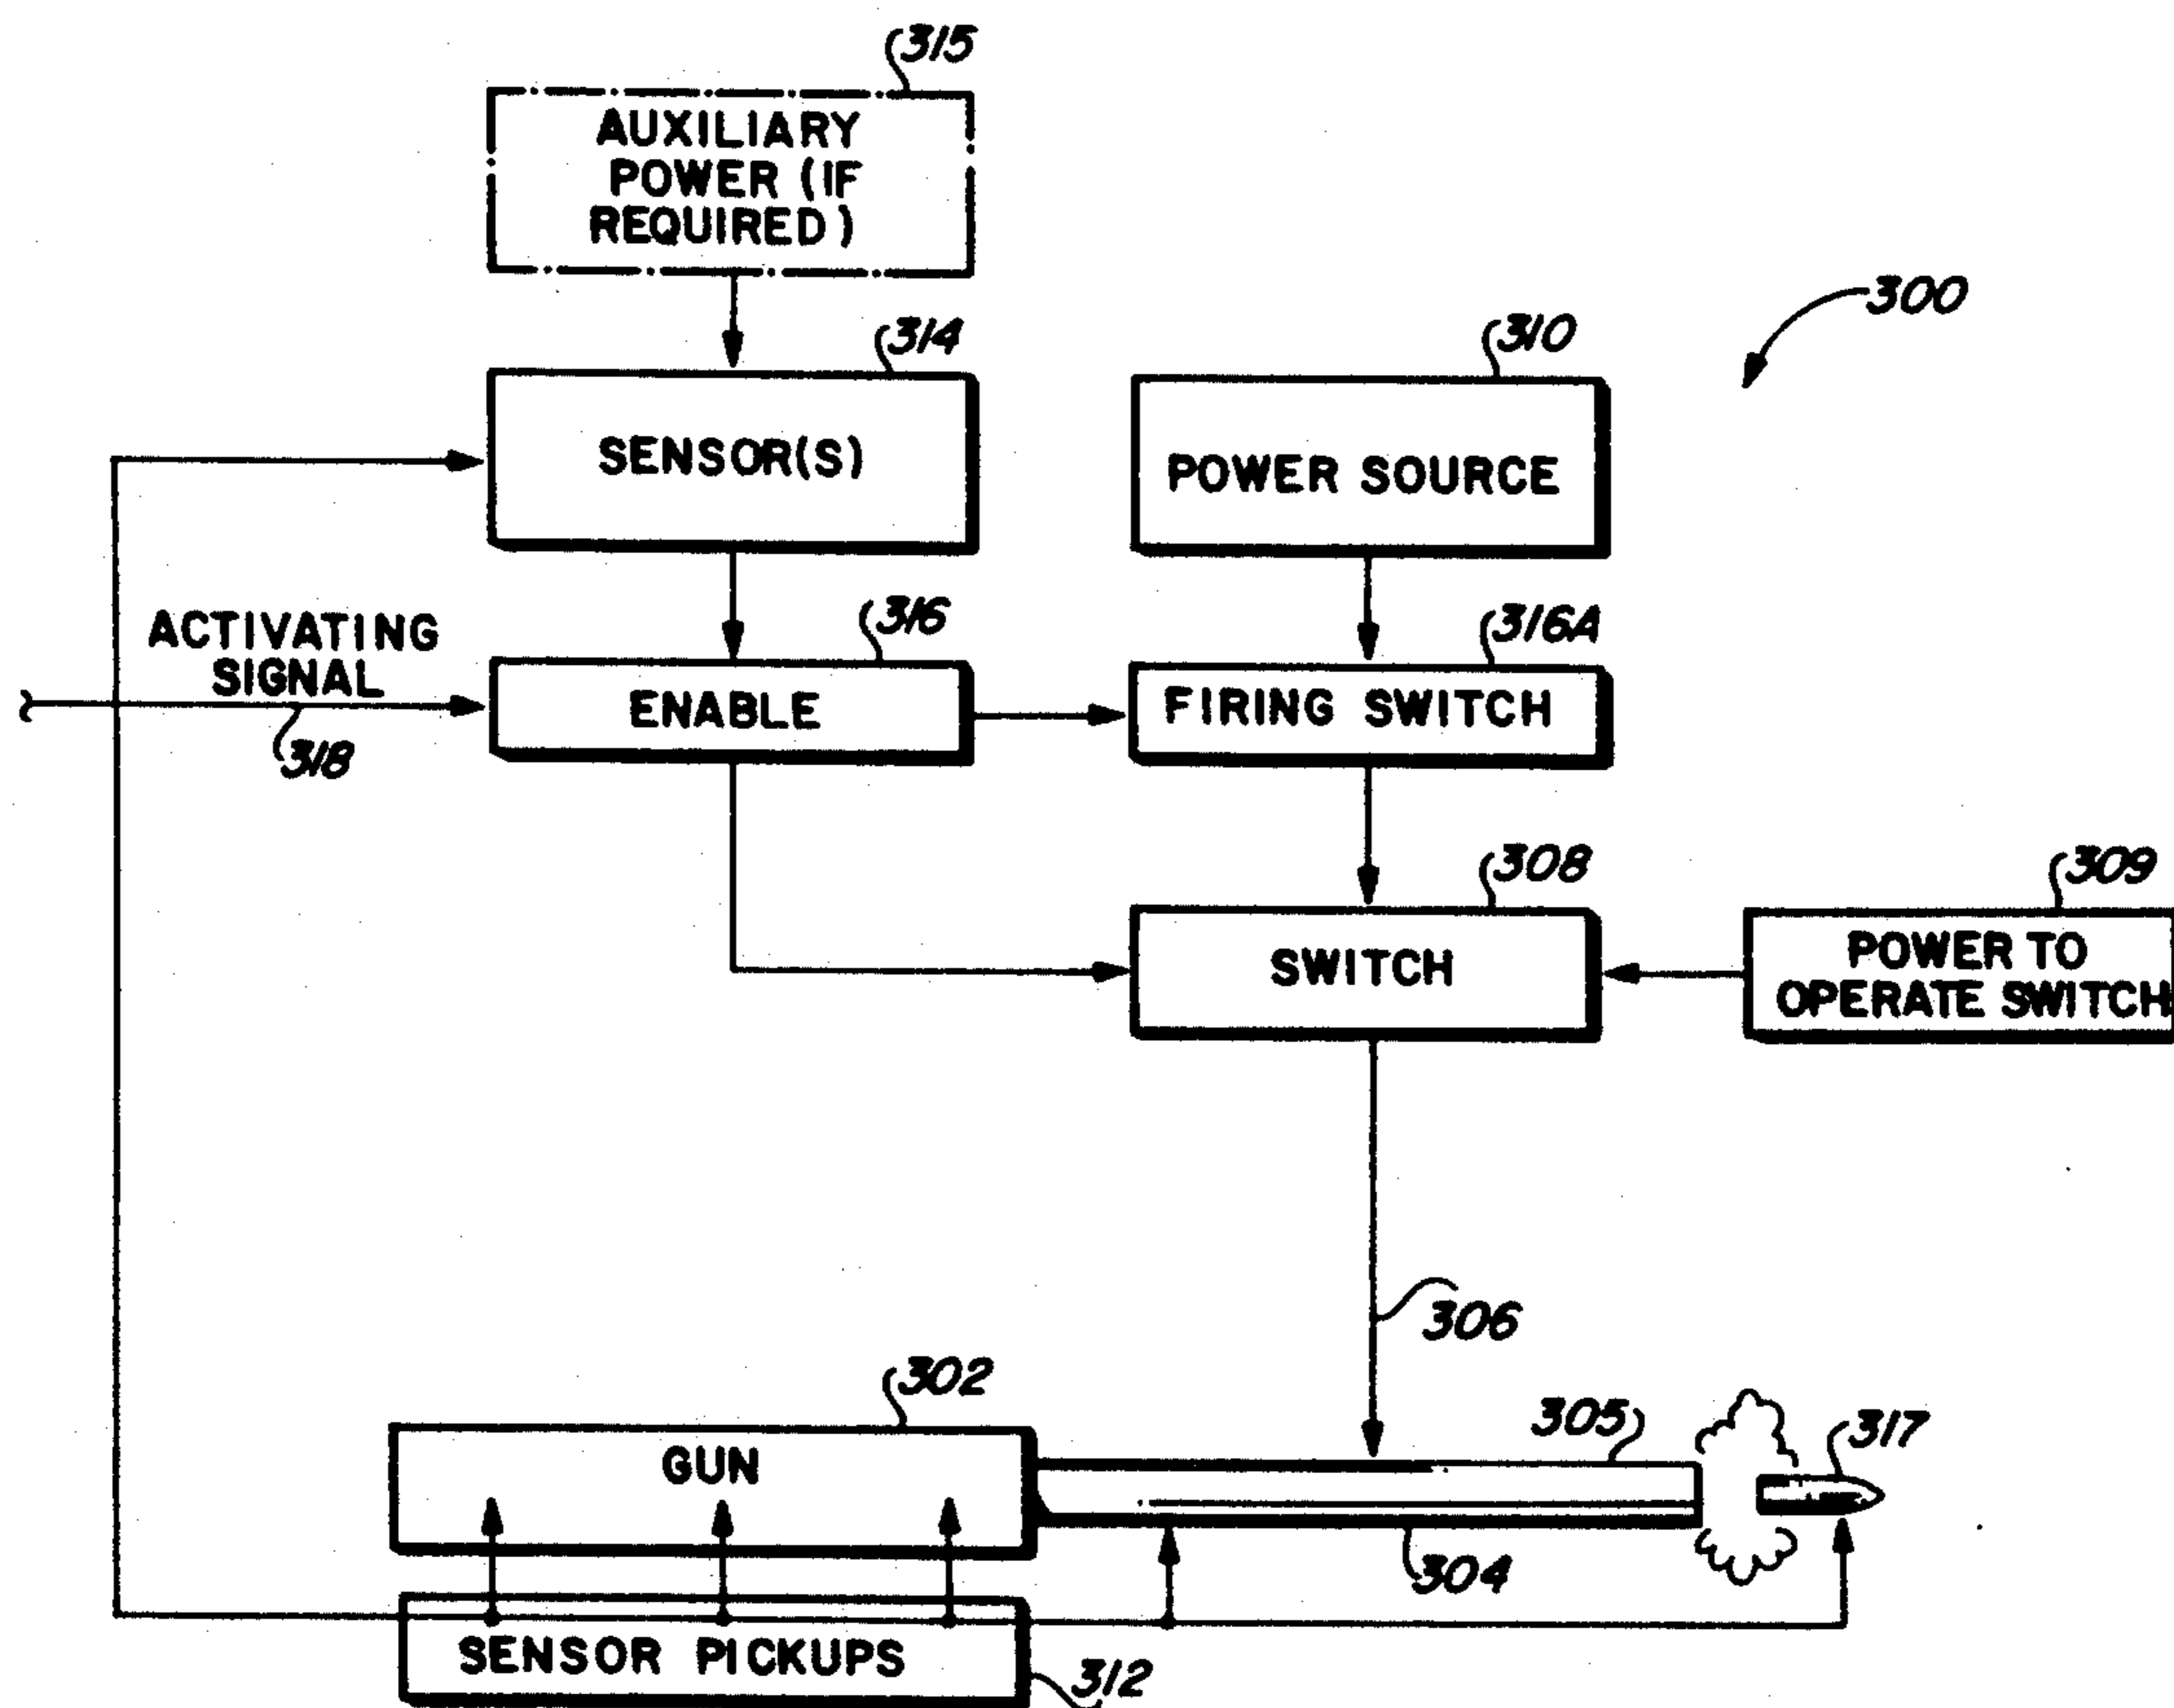 315
AUXILIARY
POWER (IF
REQUIRED)
300
314
310
SENSOR(S)
POWER SOURCE
316
316A
ACTIVATING
SIGNAL
ENABLE
FIRING SWITCH
318
308
309
SWITCH
POWER TO
OPERATE SWITCH
306
302
305
317
GUN
304
SENSOR PICKUPS
312